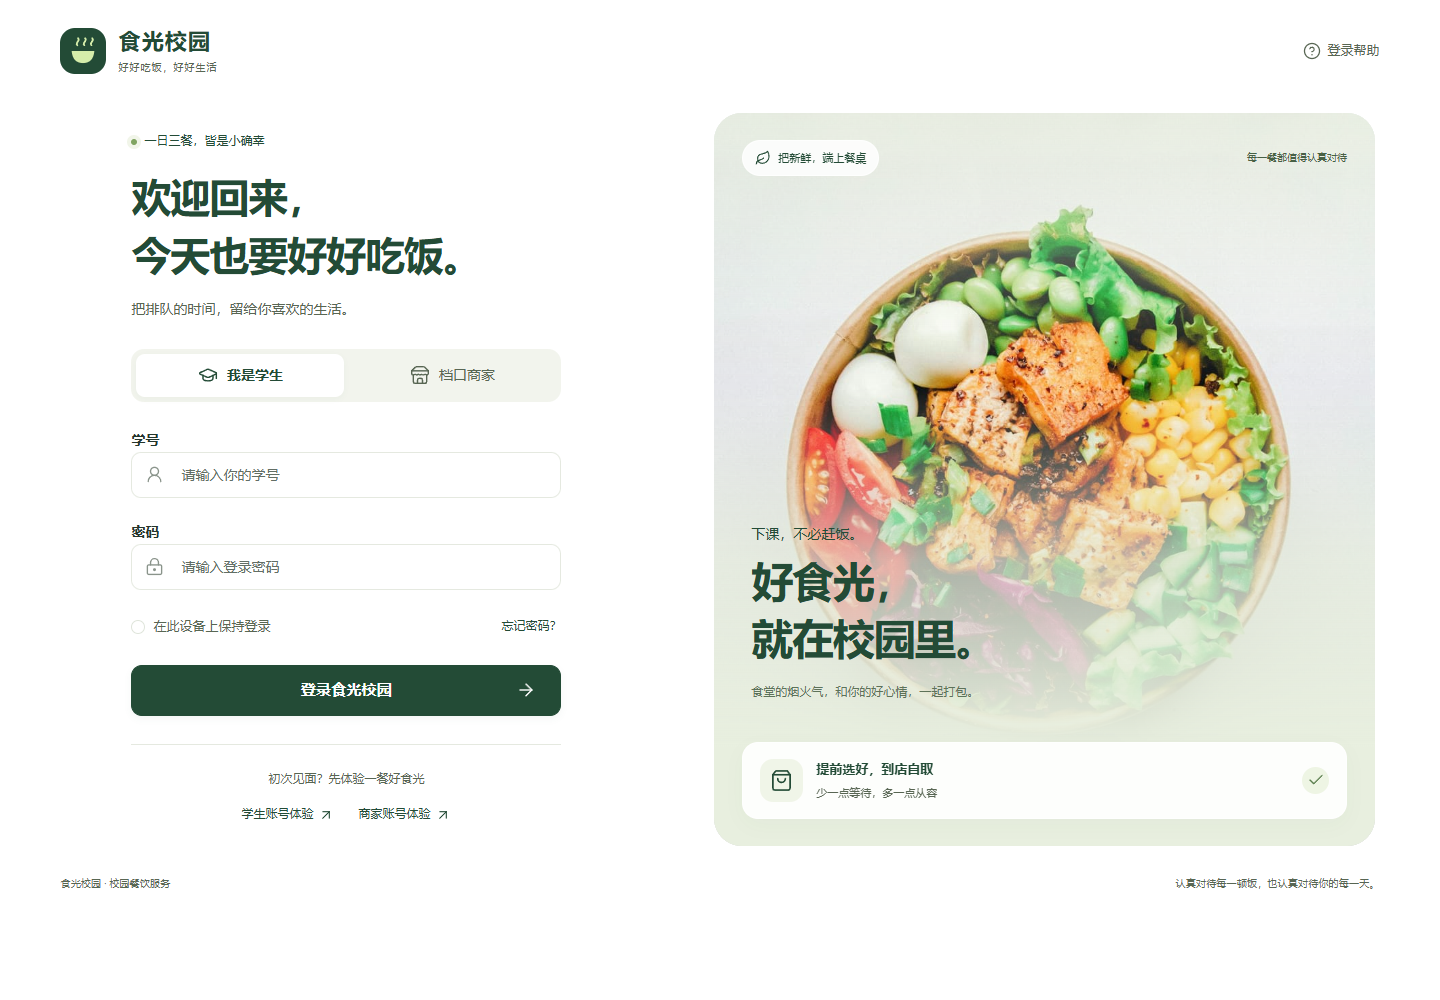 食光校园
好好吃饭，好好生活
登录帮助
一日三餐，皆是小确幸
欢迎回来，
今天也要好好吃饭。
把排队的时间，留给你喜欢的生活。
我是学生
档口商家
学号
请输入你的学号
密码
请输入登录密码
在此设备上保持登录
忘记密码？
登录食光校园
初次见面？先体验一餐好食光
学生账号体验
商家账号体验
把新鲜，端上餐桌
每一餐都值得认真对待
下课，不必赶饭。
好食光，
就在校园里。
食堂的烟火气，和你的好心情，一起打包。
提前选好，到店自取
少一点等待，多一点从容
食光校园 · 校园餐饮服务
认真对待每一顿饭，也认真对待你的每一天。